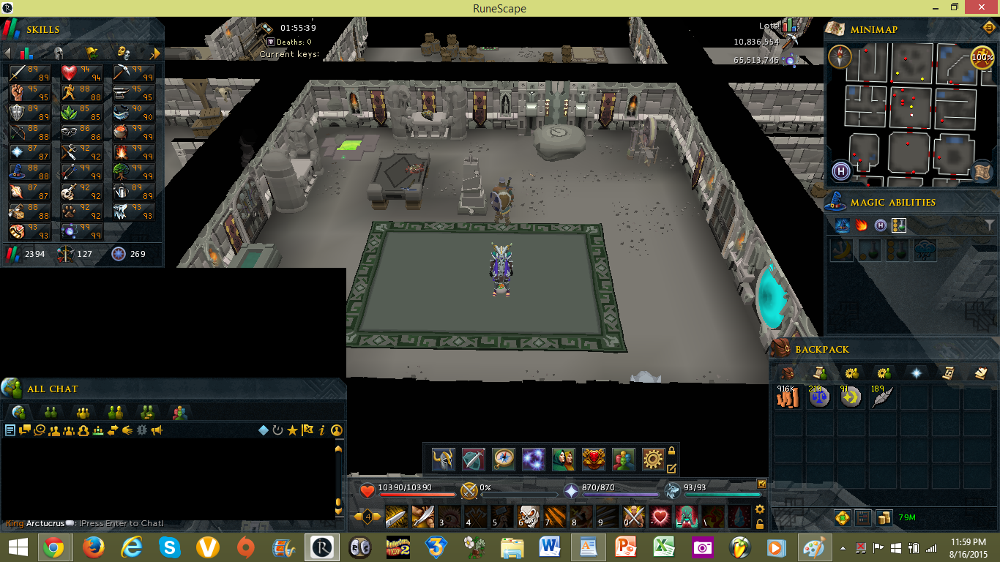 RuneScape
SKILLS
89 89 94 94 99 99
95 95 88 88 95 95
89 89 85 85 90 90
88 88 86 86 99 99
87 87 92 92 99 99
88 88 99 99 99 99
87 87 92 92 89 89
88 88 92 92 93 93
93 93 99 99
2394 127 269
01:55:39
Deaths: 0
Current keys:
Lots!
10,836,554
65,513,746
MINIMAP
100%
H
MAGIC ABILITIES
H
BACKPACK
916K 219 91 189
79M
ALL CHAT
King Arctucrus: [Press Enter to Chat]
10390/10390 0% 870/870 93/93
4 1 2 3 4 5 6 7 8 9 0 - = \
11:59 PM
8/16/2015